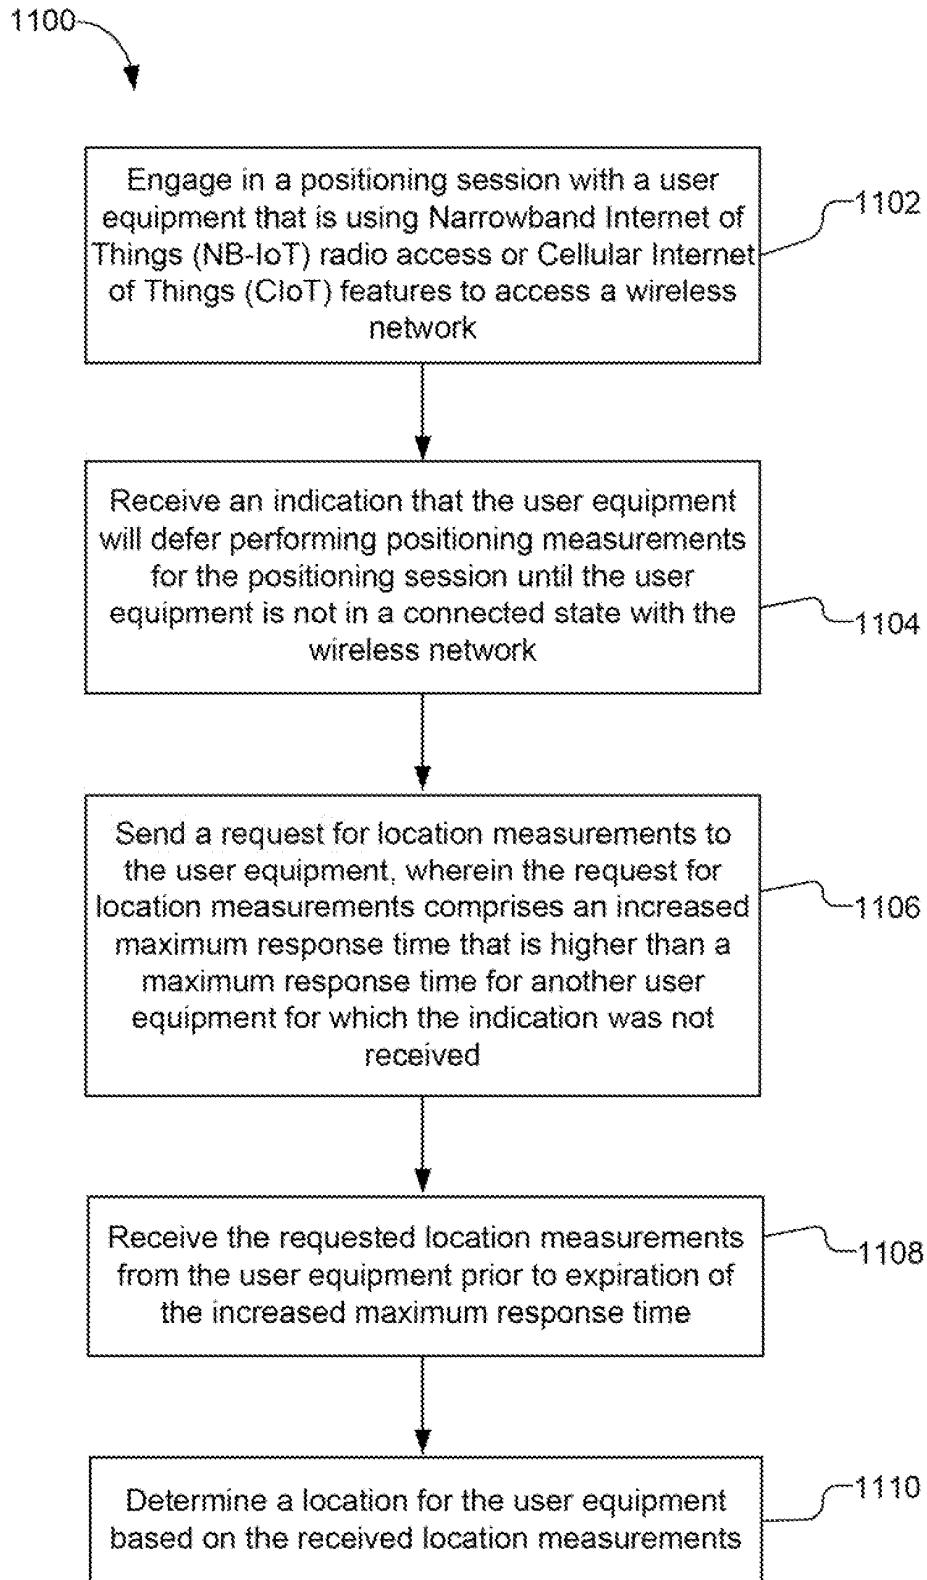 1100
Engage in a positioning session with a user
equipment that is using Narrowband Internet of
Things (NB-IoT) radio access or Cellular Internet
of Things (CIoT) features to access a wireless
network
1102
Receive an indication that the user equipment
will defer performing positioning measurements
for the positioning session until the user
equipment is not in a connected state with the
wireless network
1104
Send a request for location measurements to
the user equipment, wherein the request for
location measurements comprises an increased
maximum response time that is higher than a
maximum response time for another user
equipment for which the indication was not
received
1106
Receive the requested location measurements
from the user equipment prior to expiration of
the increased maximum response time
1108
Determine a location for the user equipment
based on the received location measurements
1110